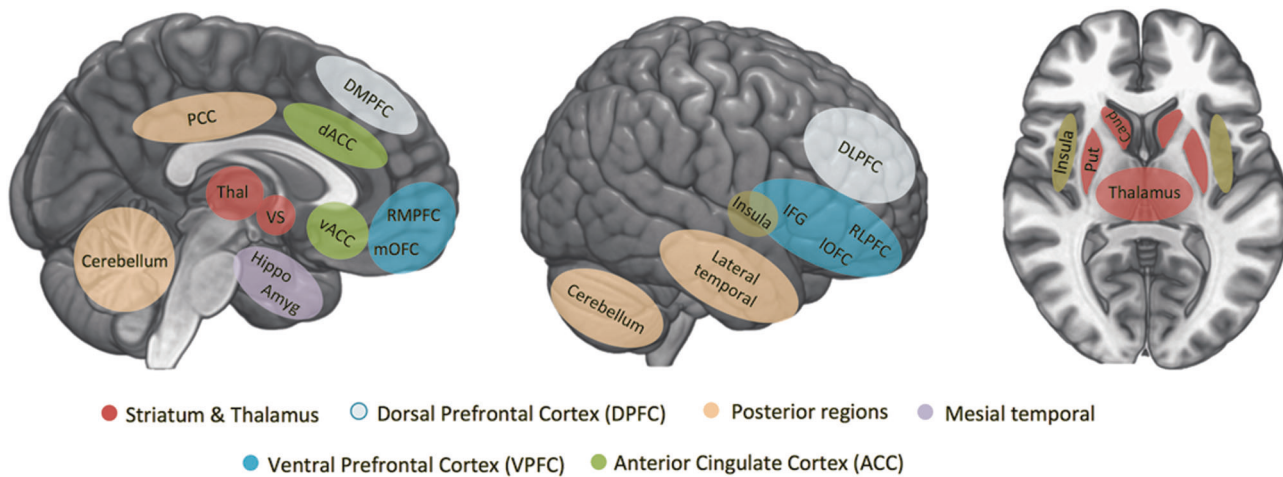 DMPFC
PCC
dACC
Thal
VS
RMPFC
vACC
mOFC
Cerebellum
Hippo
Amyg
DLPFC
Insula
IFG
RLPFC
lOFC
Lateral
temporal
Cerebellum
Caud
Insula
Put
Thalamus
Striatum & Thalamus
Dorsal Prefrontal Cortex (DPFC)
Posterior regions
Mesial temporal
Ventral Prefrontal Cortex (VPFC)
Anterior Cingulate Cortex (ACC)